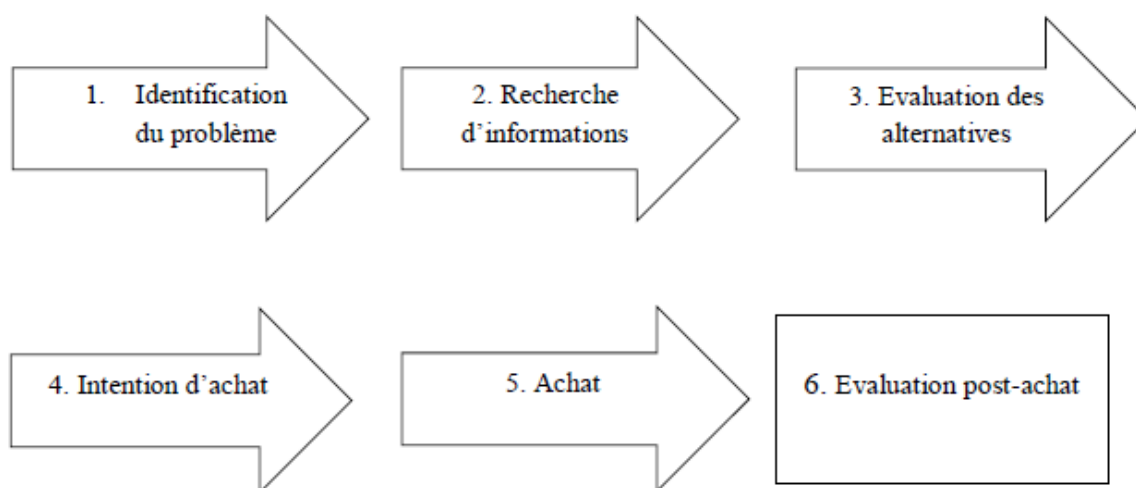 1. Identification
du problème
2. Recherche
d'informations
3. Evaluation des
alternatives
4. Intention d'achat
5. Achat
6. Evaluation post-achat